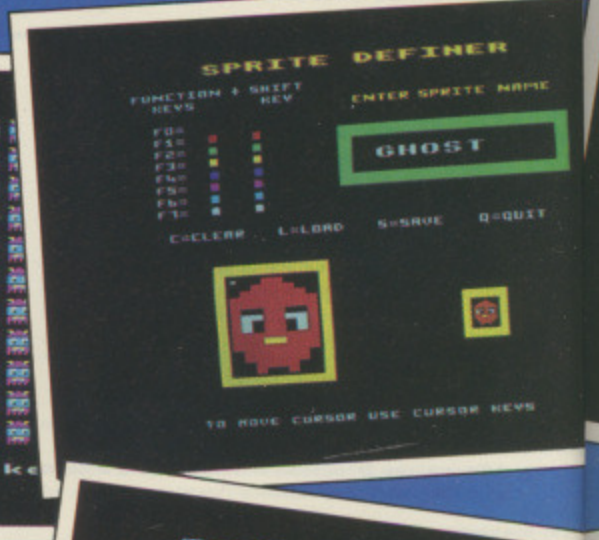 SPRITE DEFINER
FUNCTION + SHIFT
KEYS KEY
ENTER SPRITE NAME
F0=
F1=
F2=
F3=
F4=
F5=
F6=
F7=
GHOST
C=CLEAR L=LOAD S=SAVE Q=QUIT
TO MOVE CURSOR USE CURSOR KEYS
ke